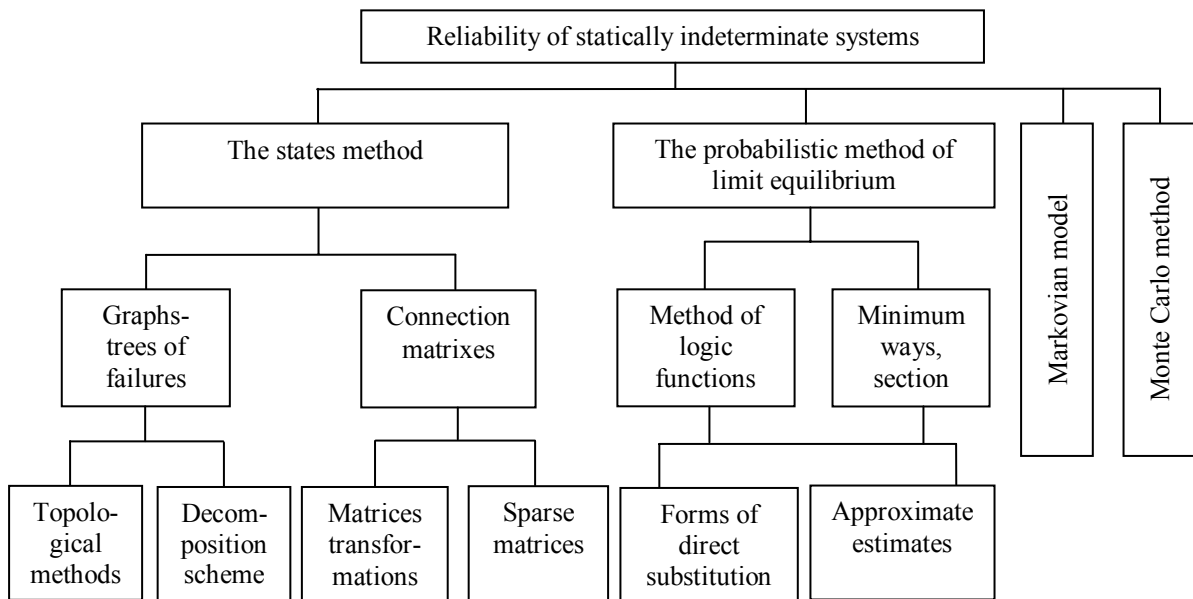 Reliability of statically indeterminate systems
The states method
The probabilistic method of
limit equilibrium
Markovian model
Monte Carlo method
Graphs-
trees of
failures
Connection
matrixes
Method of
logic
functions
Minimum
ways,
section
Topolo-
gical
methods
Decom-
position
scheme
Matrices
transfor-
mations
Sparse
matrices
Forms of
direct
substitution
Approximate
estimates